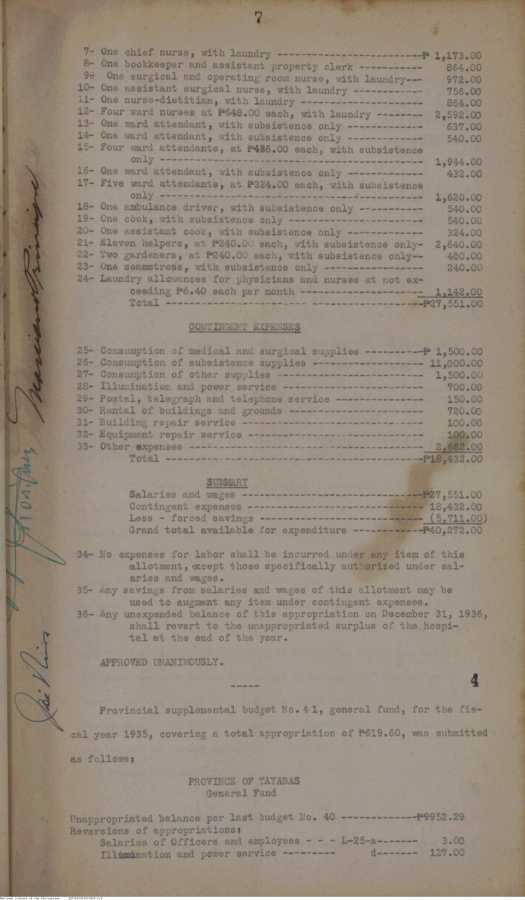 7
7- One chief nurse, with laundry ----------------------₱ 1,173.00
8- One bookkeeper and assistant property clerk ----------- 864.00
9= One surgical and operating room nurse, with laundry--- 972.00
10- One assistant surgical nurse, with laundry ----------- 756.00
11- One nurse-dietitian, with laundry ------------------- 864.00
12- Four ward nurses at ₱648.00 each, with laundry -------- 2,592.00
13- One ward attendant, with subsistence only ------------ 637.00
14- One ward attendant, with subsistence only ------------ 540.00
15- Four ward attendants, at ₱486.00 each, with subsistence
only ---------------------------------------- 1,944.00
16- One ward attendant, with subsistence only ------------ 432.00
17- Five ward attendants, at ₱324.00 each, with subsistence
only ---------------------------------------- 1,620.00
18- One ambulance driver, with subsistence only ---------- 540.00
19- One cook, with subsistence only --------------------- 540.00
20- One assistant cook, with subsistence only ------------ 324.00
21- Eleven helpers, at ₱240.00 each, with subsistence only- 2,640.00
22- Two gardeners, at ₱240.00 each, with subsistence only-- 480.00
23- One seamstress, with subsistence only --------------- 240.00
24- Laundry allowances for physicians and nurses at not ex-
ceeding ₱6.40 each per month ------------------- 1,142.00
Total ---------------------------------------₱27,551.00
CONTINGENT EXPENSES
25- Consumption of medical and surgical supplies ---------₱ 1,500.00
26- Consumption of subsistence supplies ----------------- 11,000.00
27- Consumption of other supplies ---------------------- 1,500.00
28- Illumination and power service ---------------------- 700.00
29- Postal, telegraph and telephone service -------------- 150.00
30- Rental of buildings and grounds --------------------- 720.00
31- Building repair service ---------------------------- 100.00
32- Equipment repair service --------------------------- 100.00
33- Other expenses ------------------------------------ 2,662.00
Total ---------------------------------------₱18,432.00
SUMMARY
Salaries and wages ---------------------------₱27,551.00
Contingent expenses -------------------------- 18,432.00
Less - forced savings ------------------------- (5,711.00)
Grand total available for expenditure -----------₱40,272.00
34- No expenses for labor shall be incurred under any item of this
allotment, except those specifically authorized under sal-
aries and wages.
35- Any savings from salaries and wages of this allotment may be
used to augment any item under contingent expenses.
36- Any unexpended balance of this appropriation on December 31, 1936,
shall revert to the unappropriated surplus of the hospi-
tal at the end of the year.
APPROVED UNANIMOUSLY.
-----
4
Provincial supplemental budget No. 41, general fund, for the fis-
cal year 1935, covering a total appropriation of ₱619.60, was submitted
as follows:
PROVINCE OF TAYABAS
General Fund
Unappropriated balance per last budget No. 40 ------------₱9952.29
Reversions of appropriations:
Salaries of Officers and employees - - - L-25-a------- 3.00
Illumination and power service --------- d------- 127.00